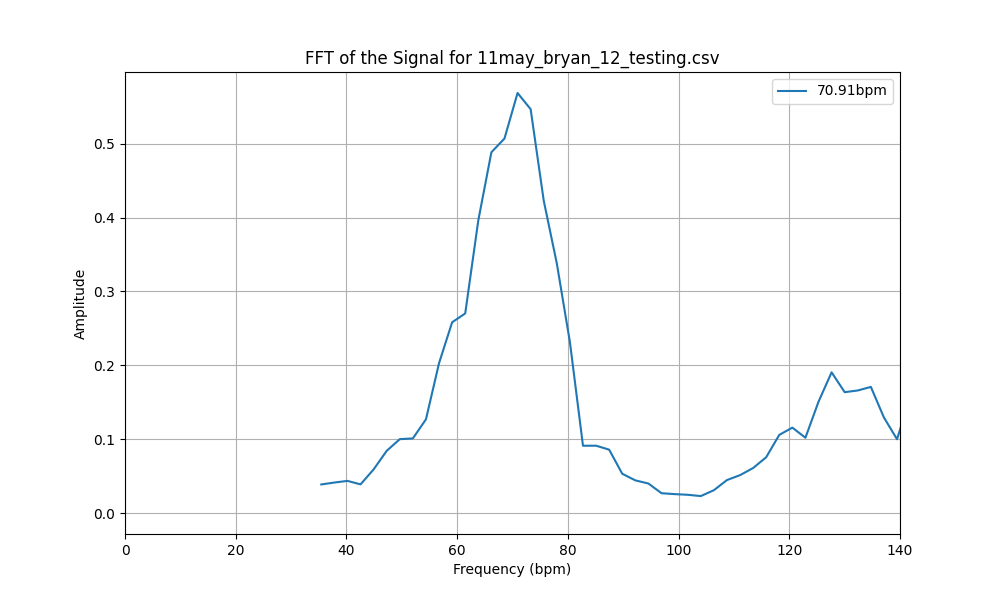 FFT of the Signal for 11may_bryan_12_testing.csv
70.91bpm
0.5
0.4
0.3
0.2
0.1
0.0
Amplitude
0 20 40 60 80 100 120 140
Frequency (bpm)